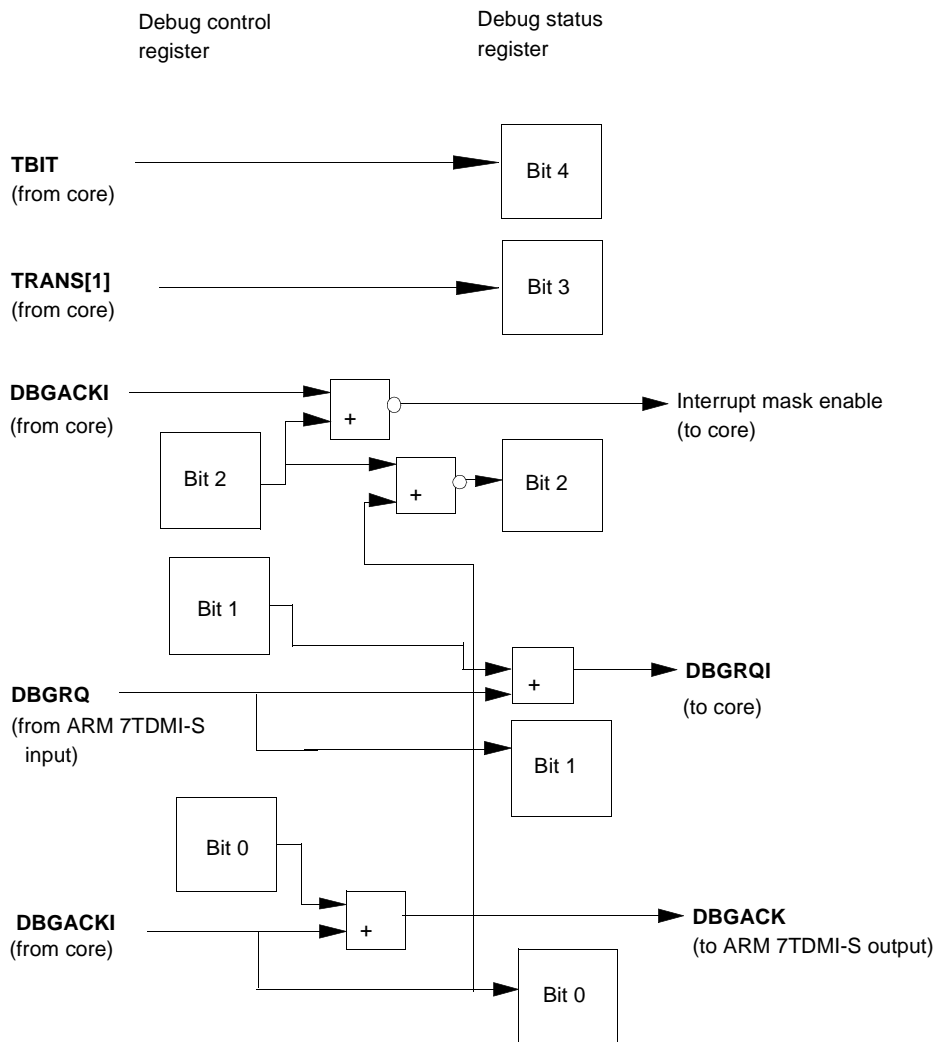 Debug control
register
Debug status
register
TBIT
(from core)
Bit 4
TRANS[1]
(from core)
Bit 3
DBGACKI
(from core)
+
Interrupt mask enable
(to core)
Bit 2
+
Bit 2
Bit 1
DBGRQ
(from ARM 7TDMI-S
input)
+
DBGRQI
(to core)
Bit 1
Bit 0
DBGACKI
(from core)
+
DBGACK
(to ARM 7TDMI-S output)
Bit 0